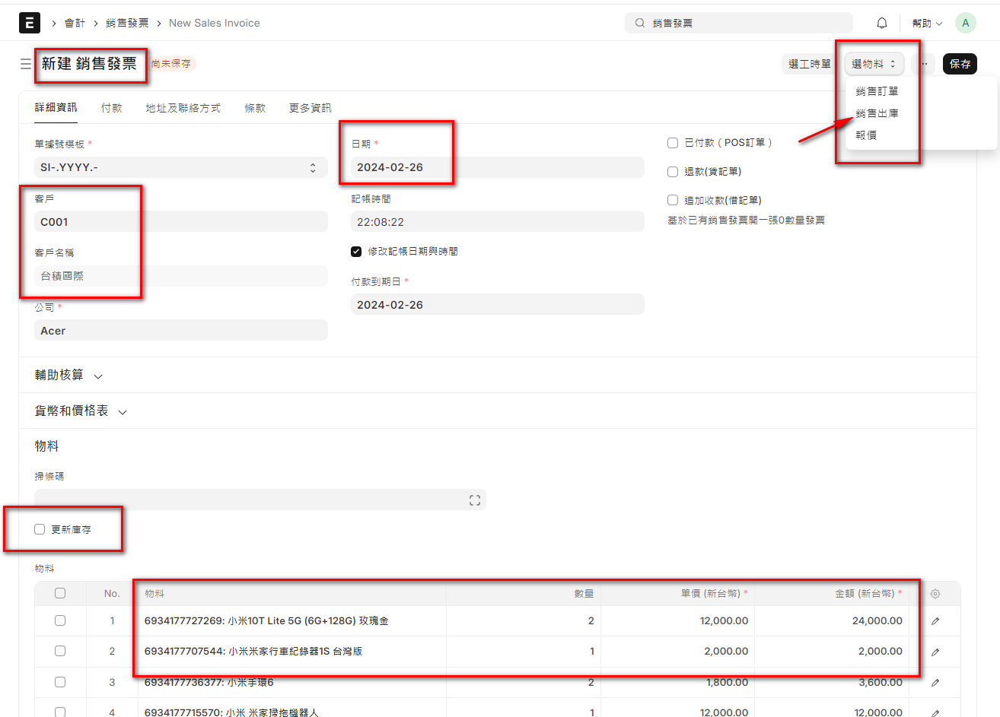 E
會計
銷售發票
New Sales Invoice
銷售發票
幫助
A
新建 銷售發票
尚未保存
選工時單
選物料
保存
銷售訂單
銷售出庫
報價
詳細資訊
付款
地址及聯絡方式
條款
更多資訊
單據號模板 *
SI-.YYYY.-
客戶
C001
客戶名稱
台積國際
公司 *
Acer
日期 *
2024-02-26
記帳時間
22:08:22
修改記帳日期與時間
付款到期日 *
2024-02-26
已付款（POS訂單）
退款(貸記單)
追加收款(借記單)
基於已有銷售發票開一張0數量發票
輔助核算
貨幣和價格表
物料
掃條碼
更新庫存
物料
No. 物料 數量 單價 (新台幣) * 金額 (新台幣) *
1 6934177727269: 小米10T Lite 5G (6G+128G) 玫瑰金 2 12,000.00 24,000.00
2 6934177707544: 小米米家行車紀錄器1S 台灣版 1 2,000.00 2,000.00
3 6934177736377: 小米手環6 2 1,800.00 3,600.00
4 6934177715570: 小米 米家掃拖機器人 1 12,000.00 12,000.00